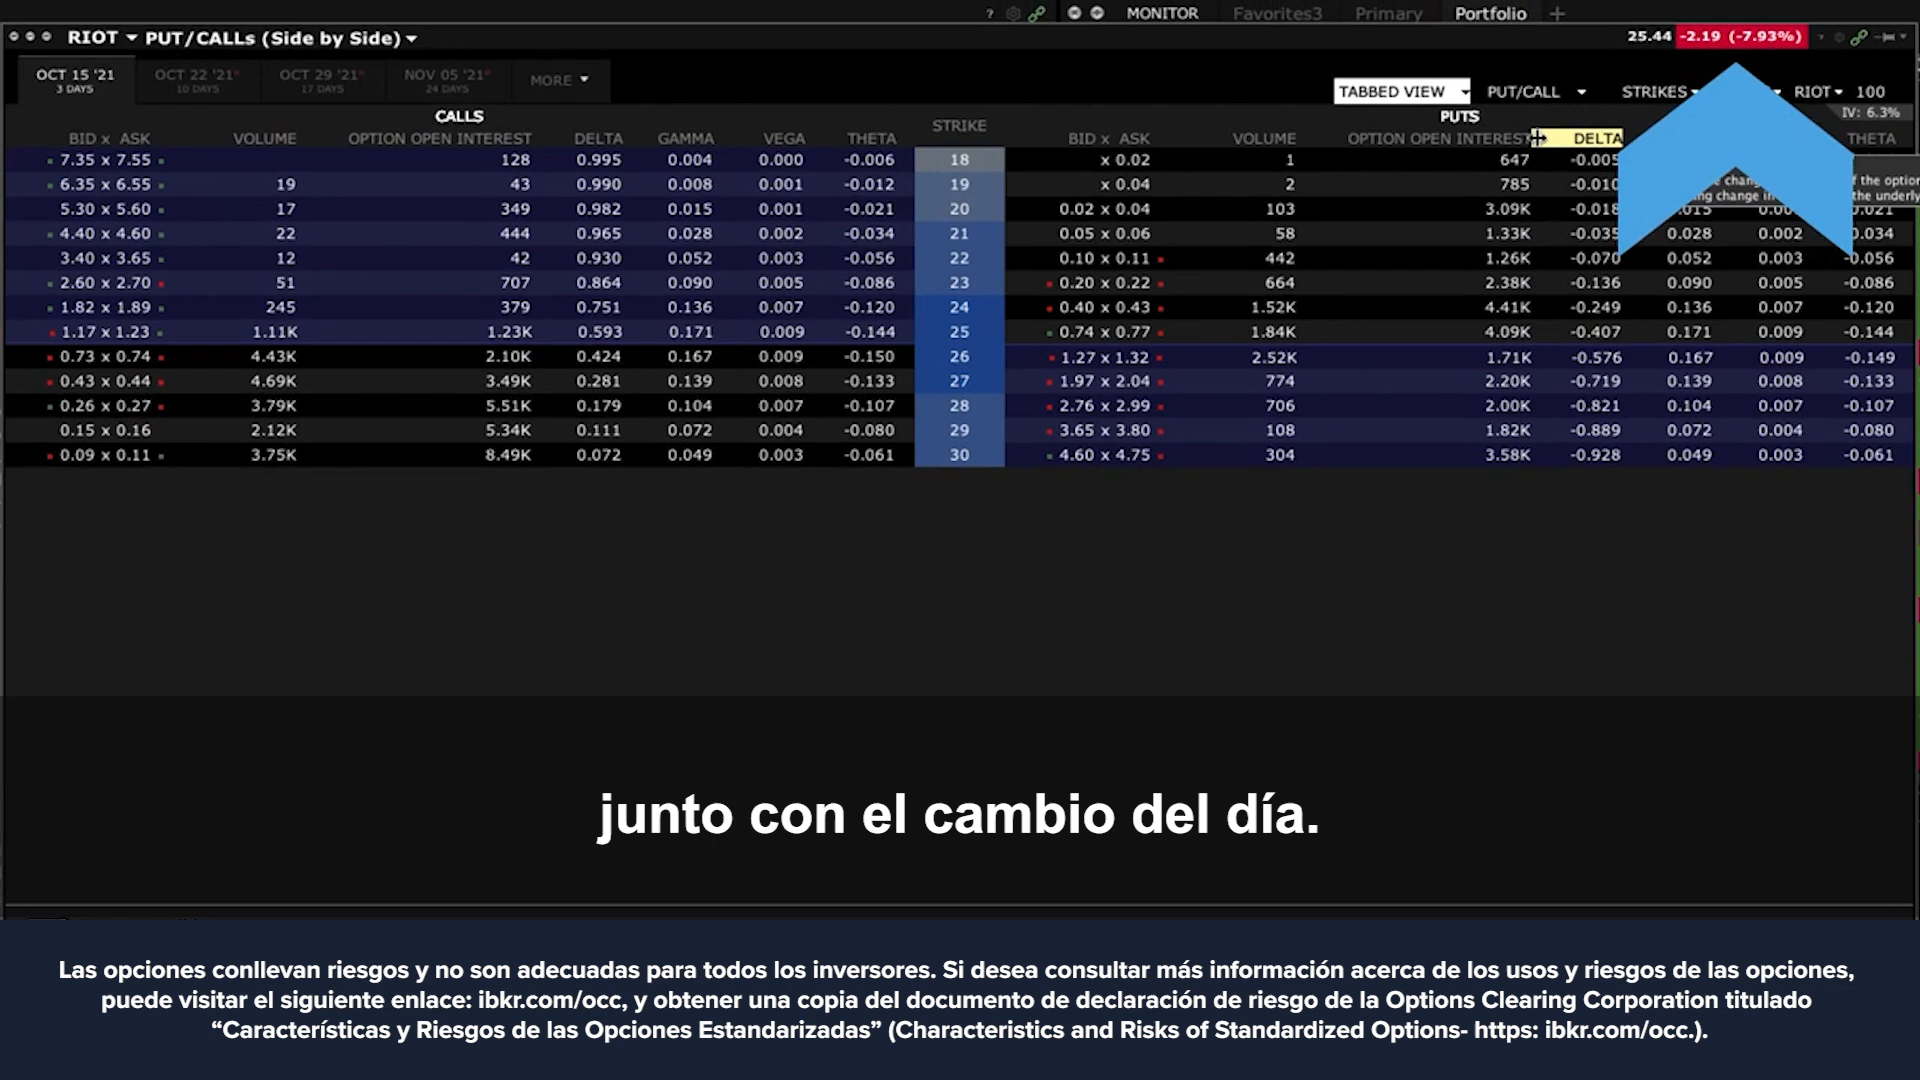 ? MONITOR Favorites3 Primary Portfolio +
RIOT PUT/CALLs (Side by Side) 25.44 -2.19 (-7.93%) ?
OCT 15 '21 OCT 22 '21* OCT 29 '21* NOV 05 '21* MORE
3 DAYS 10 DAYS 17 DAYS 24 DAYS
TABBED VIEW PUT/CALL STRIKES RIOT 100
CALLS PUTS IV: 6.3%
BID x ASK VOLUME OPTION OPEN INTEREST DELTA GAMMA VEGA THETA STRIKE BID x ASK VOLUME OPTION OPEN INTEREST DELTA THETA
7.35 x 7.55 128 0.995 0.004 0.000 -0.006 18 x 0.02 1 647 -0.005
6.35 x 6.55 19 43 0.990 0.008 0.001 -0.012 19 x 0.04 2 785 -0.010
f the option
change in the underly
5.30 x 5.60 17 349 0.982 0.015 0.001 -0.021 20 0.02 x 0.04 103 3.09K -0.018
4.40 x 4.60 22 444 0.965 0.028 0.002 -0.034 21 0.05 x 0.06 58 1.33K -0.035 0.028 0.002 0.034
3.40 x 3.65 12 42 0.930 0.052 0.003 -0.056 22 0.10 x 0.11 442 1.26K -0.070 0.052 0.003 -0.056
2.60 x 2.70 51 707 0.864 0.090 0.005 -0.086 23 0.20 x 0.22 664 2.38K -0.136 0.090 0.005 -0.086
1.82 x 1.89 245 379 0.751 0.136 0.007 -0.120 24 0.40 x 0.43 1.52K 4.41K -0.249 0.136 0.007 -0.120
1.17 x 1.23 1.11K 1.23K 0.593 0.171 0.009 -0.144 25 0.74 x 0.77 1.84K 4.09K -0.407 0.171 0.009 -0.144
0.73 x 0.74 4.43K 2.10K 0.424 0.167 0.009 -0.150 26 1.27 x 1.32 2.52K 1.71K -0.576 0.167 0.009 -0.149
0.43 x 0.44 4.69K 3.49K 0.281 0.139 0.008 -0.133 27 1.97 x 2.04 774 2.20K -0.719 0.139 0.008 -0.133
0.26 x 0.27 3.79K 5.51K 0.179 0.104 0.007 -0.107 28 2.76 x 2.99 706 2.00K -0.821 0.104 0.007 -0.107
0.15 x 0.16 2.12K 5.34K 0.111 0.072 0.004 -0.080 29 3.65 x 3.80 108 1.82K -0.889 0.072 0.004 -0.080
0.09 x 0.11 3.75K 8.49K 0.072 0.049 0.003 -0.061 30 4.60 x 4.75 304 3.58K -0.928 0.049 0.003 -0.061
junto con el cambio del día.
Las opciones conllevan riesgos y no son adecuadas para todos los inversores. Si desea consultar más información acerca de los usos y riesgos de las opciones,
puede visitar el siguiente enlace: ibkr.com/occ, y obtener una copia del documento de declaración de riesgo de la Options Clearing Corporation titulado
“Características y Riesgos de las Opciones Estandarizadas” (Characteristics and Risks of Standardized Options- https: ibkr.com/occ.).